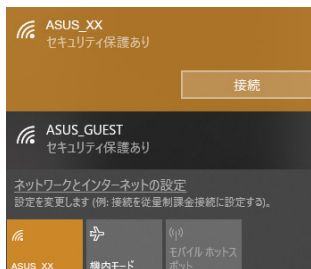 ASUS_XX
セキュリティ保護あり
接続
ASUS_GUEST
セキュリティ保護あり
ネットワークとインターネットの設定
設定を変更します (例: 接続を従量制課金接続に設定する)。
ASUS_XX
機内モード
モバイル ホットス
ポット